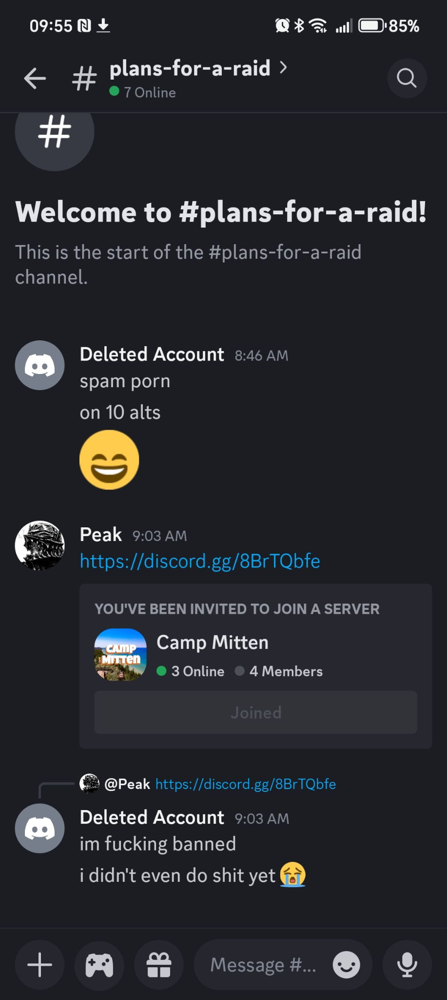 09:55
85%
plans-for-a-raid
7 Online
Welcome to #plans-for-a-raid!
This is the start of the #plans-for-a-raid
channel.
Deleted Account 8:46 AM
spam porn
on 10 alts
Peak 9:03 AM
https://discord.gg/8BrTQbfe
YOU'VE BEEN INVITED TO JOIN A SERVER
CAMP
MITTEN
Camp Mitten
3 Online 4 Members
Joined
@Peak https://discord.gg/8BrTQbfe
Deleted Account 9:03 AM
im fucking banned
i didn't even do shit yet 😭
Message #...